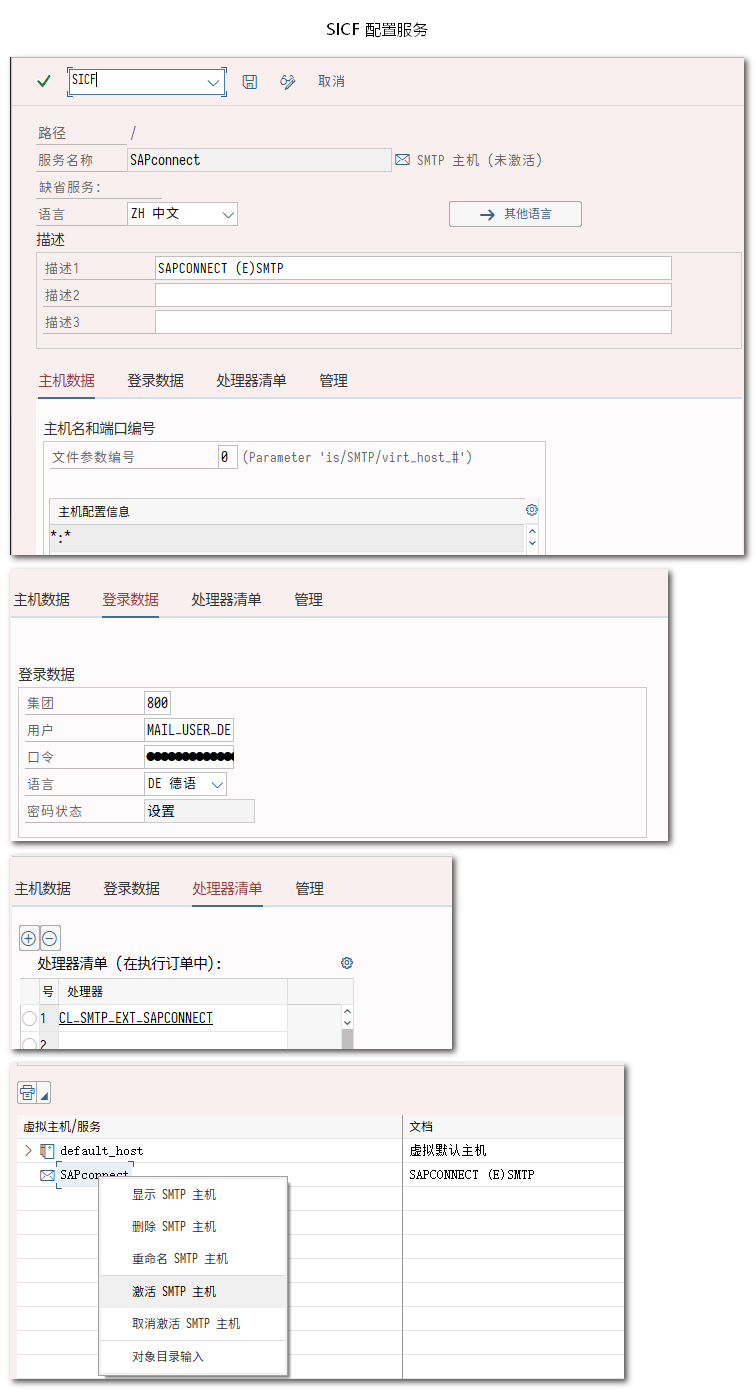 SICF 配置服务
SICF
取消
路径 /
服务名称 SAPconnect SMTP 主机 (未激活)
缺省服务:
语言 ZH 中文 其他语言
描述
描述1 SAPCONNECT (E)SMTP
描述2
描述3
主机数据 登录数据 处理器清单 管理
主机名和端口编号
文件参数编号 0 (Parameter 'is/SMTP/virt_host_#')
主机配置信息
*:*
主机数据 登录数据 处理器清单 管理
登录数据
集团 800
用户 MAIL_USER_DE
口令 ●●●●●●●●●●●●●
语言 DE 德语
密码状态 设置
主机数据 登录数据 处理器清单 管理
处理器清单 (在执行订单中):
号 处理器
1 CL_SMTP_EXT_SAPCONNECT
2
虚拟主机/服务 文档
default_host 虚拟默认主机
SAPconnect SAPCONNECT (E)SMTP
显示 SMTP 主机
删除 SMTP 主机
重命名 SMTP 主机
激活 SMTP 主机
取消激活 SMTP 主机
对象目录输入